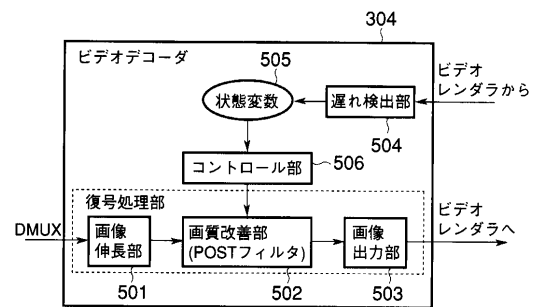 304
ビデオデコーダ
505
状態変数
遅れ検出部
504
ビデオ
レンダラから
コントロール部
506
復号処理部
DMUX
画像
伸長部
501
画質改善部
(POSTフィルタ)
502
画像
出力部
503
ビデオ
レンダラへ